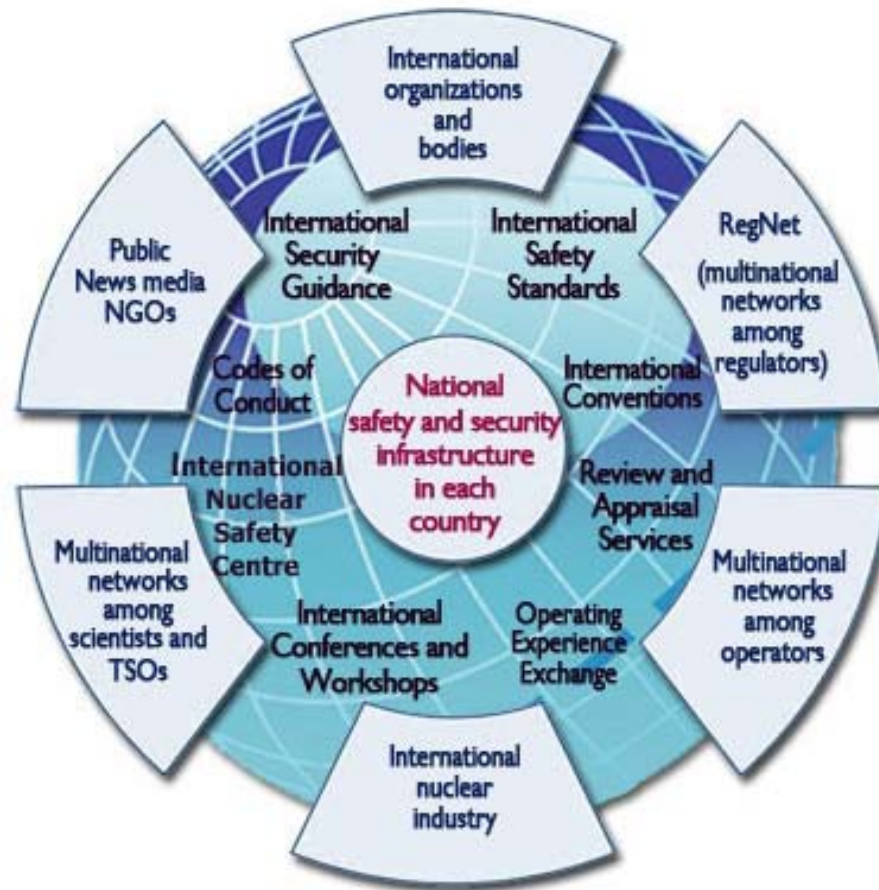 International
organizations
and
bodies
Public
News media
NGOs
International
Security
Guidance
International
Safety
Standards
RegNet
(multinational
networks
among
regulators)
Codes of
Conduct
National
safety and security
infrastructure
in each
country
International
Conventions
International
Nuclear
Safety
Centre
Review and
Appraisal
Services
Multinational
networks
among
scientists and
TSOs
International
Conferences and
Workshops
Operating
Experience
Exchange
Multinational
networks
among
operators
International
nuclear
industry